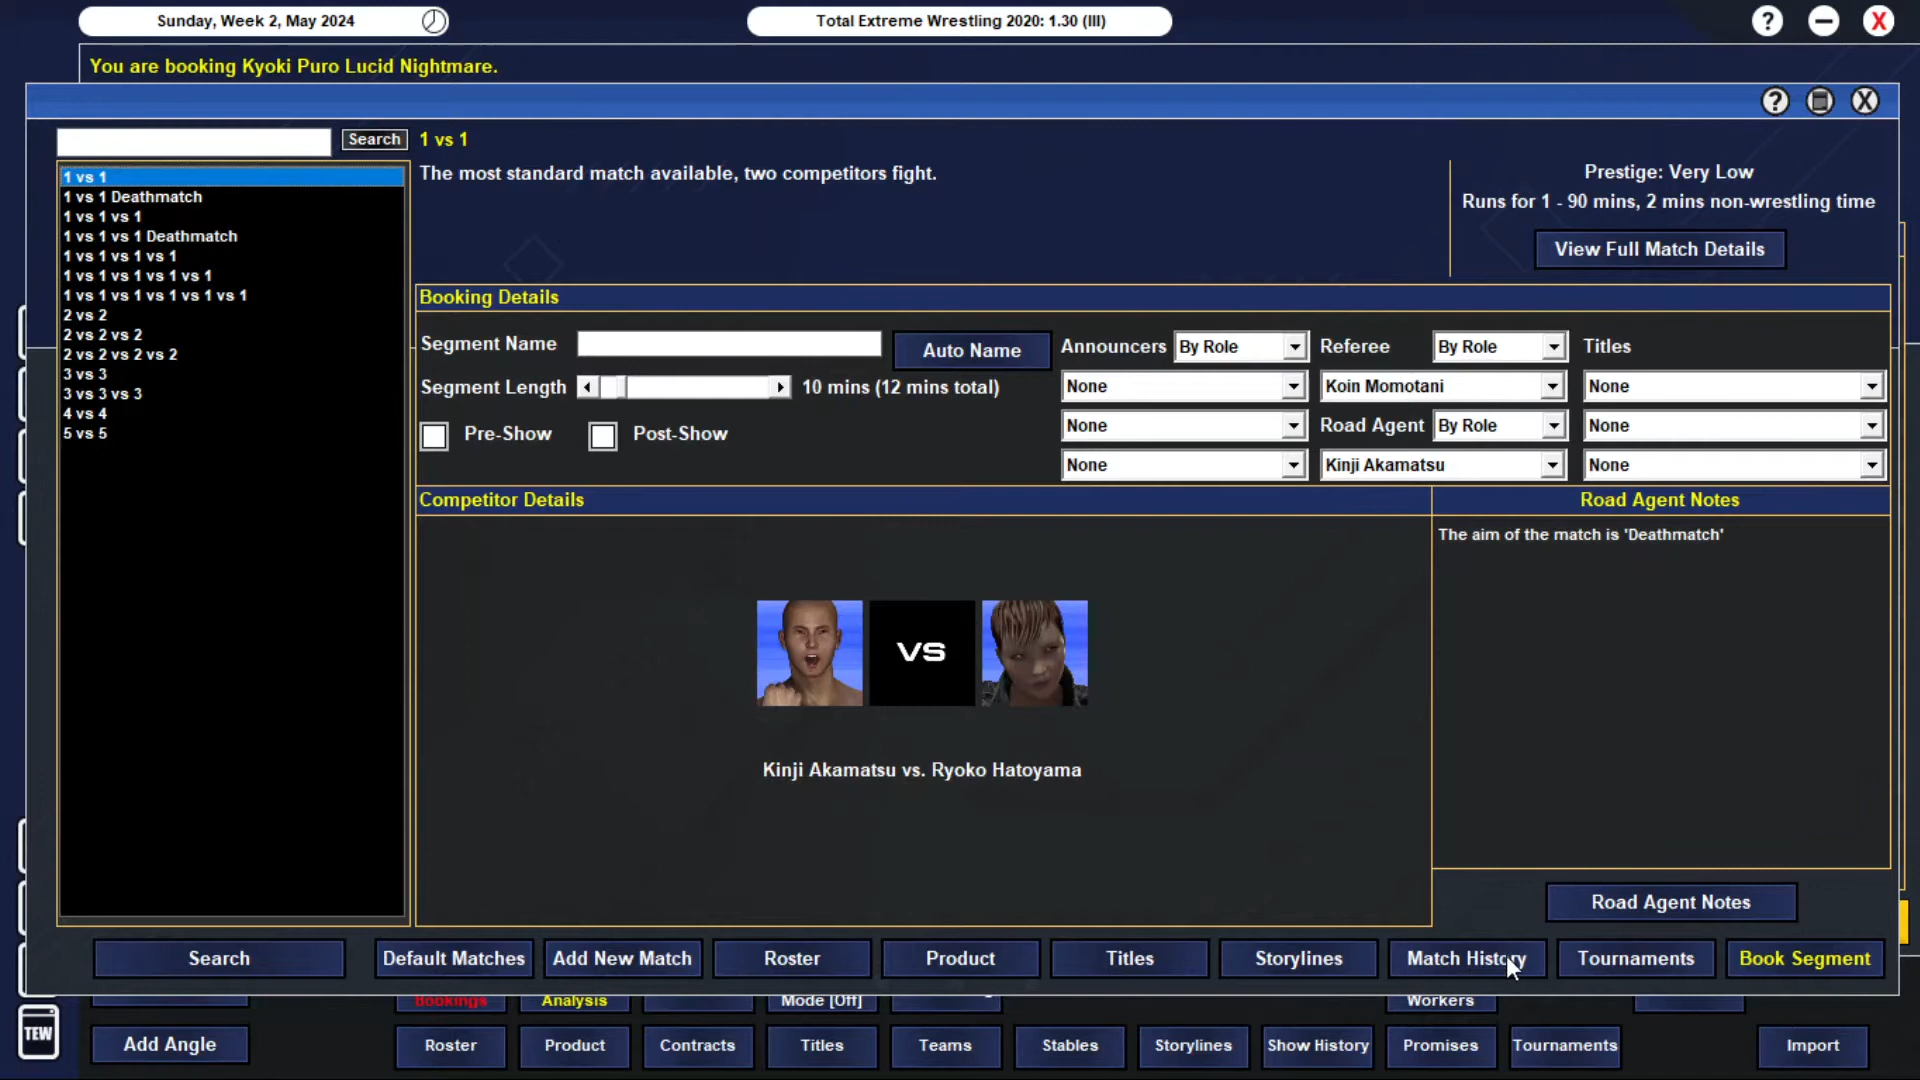 Sunday, Week 2, May 2024
Total Extreme Wrestling 2020: 1.30 (III)
?
X
You are booking Kyoki Puro Lucid Nightmare.
?
X
Search
1 vs 1
1 vs 1
1 vs 1 Deathmatch
1 vs 1 vs 1
1 vs 1 vs 1 Deathmatch
1 vs 1 vs 1 vs 1
1 vs 1 vs 1 vs 1 vs 1
1 vs 1 vs 1 vs 1 vs 1 vs 1
2 vs 2
2 vs 2 vs 2
2 vs 2 vs 2 vs 2
3 vs 3
3 vs 3 vs 3
4 vs 4
5 vs 5
The most standard match available, two competitors fight.
Prestige: Very Low
Runs for 1 - 90 mins, 2 mins non-wrestling time
View Full Match Details
Booking Details
Segment Name
Auto Name
Announcers
By Role
Referee
By Role
Titles
Segment Length
10 mins (12 mins total)
None
Koin Momotani
None
Pre-Show
Post-Show
None
Road Agent
By Role
None
None
Kinji Akamatsu
None
Competitor Details
Road Agent Notes
The aim of the match is 'Deathmatch'
VS
Kinji Akamatsu vs. Ryoko Hatoyama
Road Agent Notes
Search
Default Matches
Add New Match
Roster
Product
Titles
Storylines
Match History
Tournaments
Book Segment
Bookings
Analysis
Mode [Off]
Workers
TEW
Add Angle
Roster
Product
Contracts
Titles
Teams
Stables
Storylines
Show History
Promises
Tournaments
Import